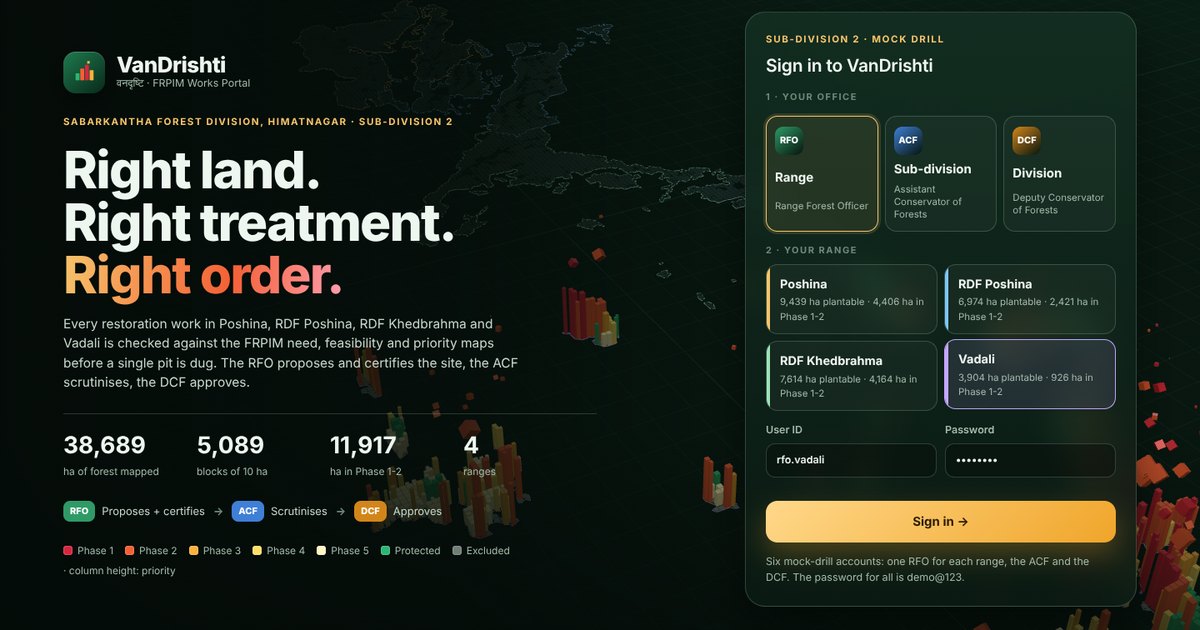 VanDrishti
वनदृष्टि · FRPIM Works Portal
SABARKANTHA FOREST DIVISION, HIMATNAGAR · SUB-DIVISION 2
Right land.
Right treatment.
Right order.
Every restoration work in Poshina, RDF Poshina, RDF Khedbrahma and
Vadali is checked against the FRPIM need, feasibility and priority maps
before a single pit is dug. The RFO proposes and certifies the site, the ACF
scrutinises, the DCF approves.
38,689 5,089 11,917 4
ha of forest mapped blocks of 10 ha ha in Phase 1-2 ranges
RFO Proposes + certifies → ACF Scrutinises → DCF Approves
Phase 1 Phase 2 Phase 3 Phase 4 Phase 5 Protected Excluded
· column height: priority
SUB-DIVISION 2 · MOCK DRILL
Sign in to VanDrishti
1 · YOUR OFFICE
RFO
Range
Range Forest Officer
ACF
Sub-division
Assistant
Conservator of
Forests
DCF
Division
Deputy Conservator
of Forests
2 · YOUR RANGE
Poshina
9,439 ha plantable · 4,406 ha in
Phase 1-2
RDF Poshina
6,974 ha plantable · 2,421 ha in
Phase 1-2
RDF Khedbrahma
7,614 ha plantable · 4,164 ha in
Phase 1-2
Vadali
3,904 ha plantable · 926 ha in
Phase 1-2
User ID
rfo.vadali
Password
••••••••
Sign in →
Six mock-drill accounts: one RFO for each range, the ACF and the
DCF. The password for all is demo@123.